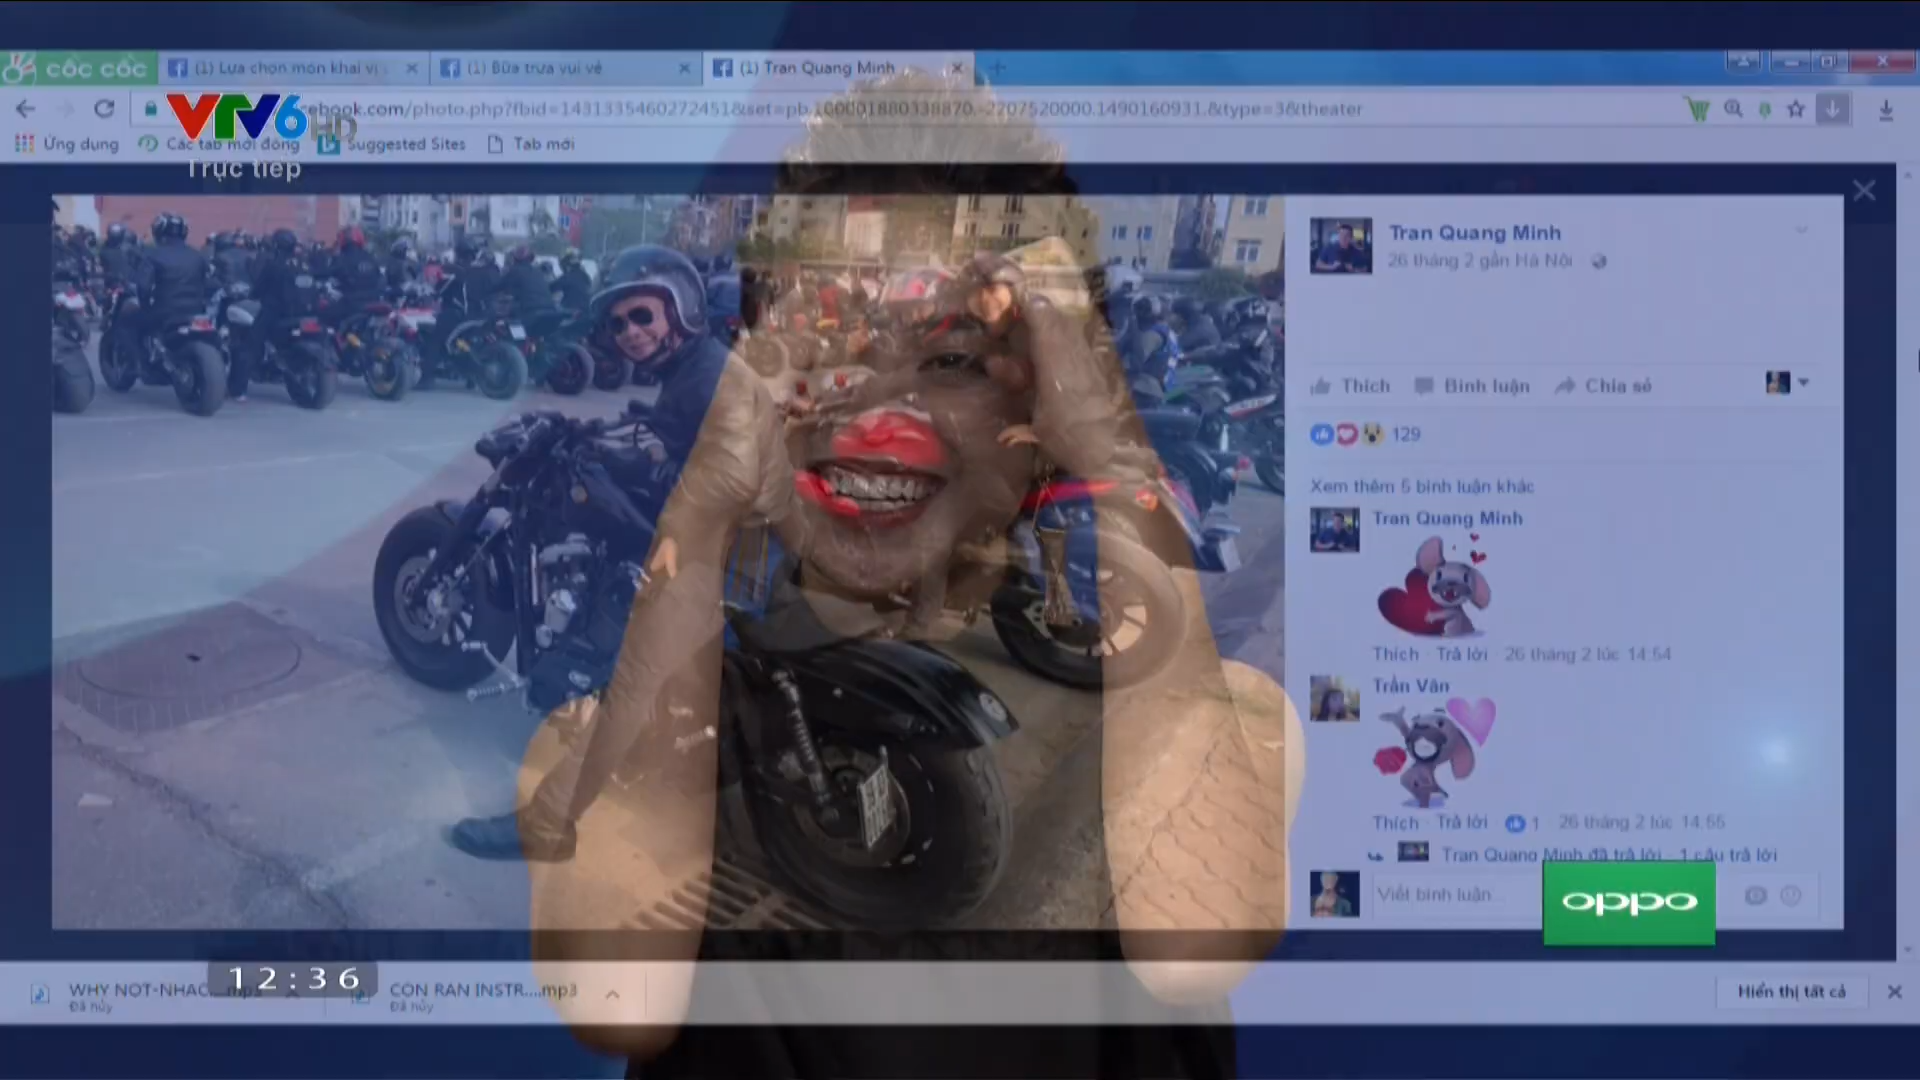 cốc cốc
(1) Lựa chọn món khai vị
(1) Bữa trưa vui vẻ
(1) Tran Quang Minh
ebook.com/photo.php?fbid=1431335460272451&set=pb.100001880338870.-2207520000.1490160931.&type=3&theater
VTV6 HD
Trực tiếp
Ứng dụng
Các tab mới đóng
Suggested Sites
Tab mới
Tran Quang Minh
26 tháng 2 gần Hà Nội
Thích
Bình luận
Chia sẻ
129
Xem thêm 5 bình luận khác
Tran Quang Minh
Thích · Trả lời · 26 tháng 2 lúc 14:54
Trần Vân
Thích · Trả lời · 1 · 26 tháng 2 lúc 14:55
Tran Quang Minh đã trả lời · 1 câu trả lời
Viết bình luận...
oppo
12:36
WHY NOT-NHAC....mp3
Đã hủy
CON RAN INSTR....mp3
Đã hủy
Hiển thị tất cả